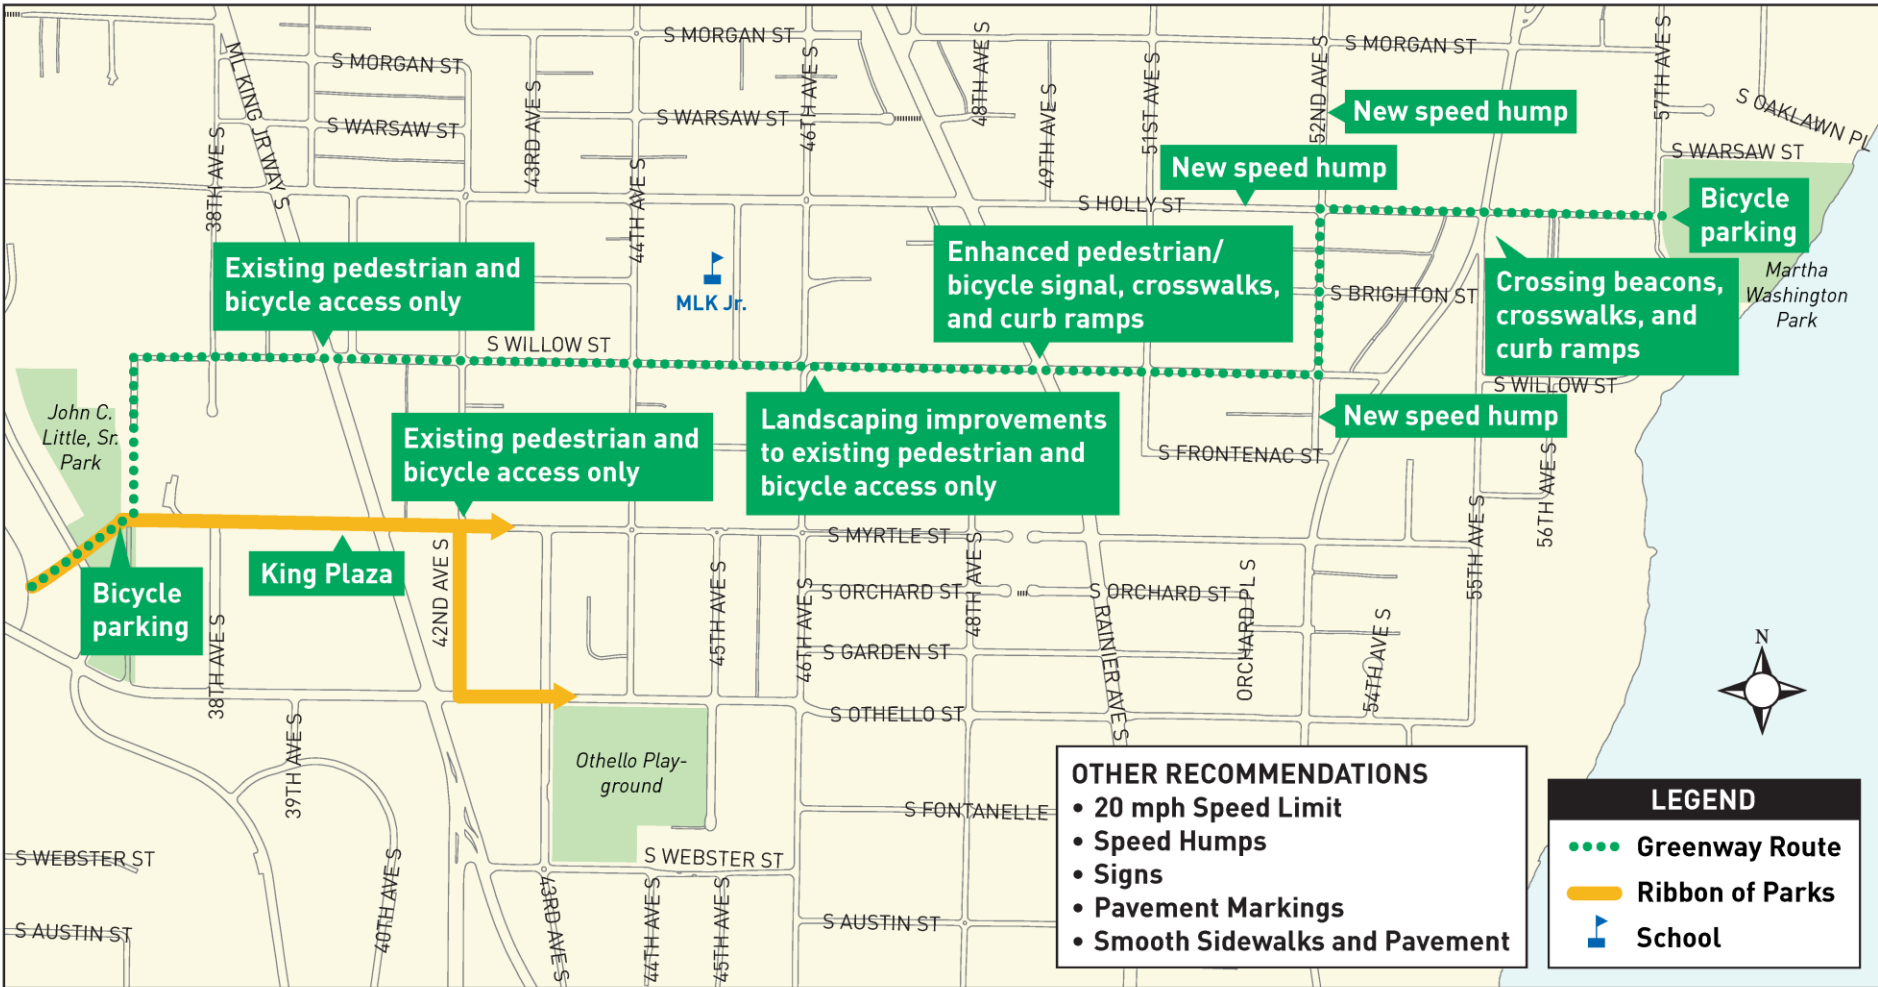 S MORGAN ST
S MORGAN ST
S MORGAN ST
ML KING JR WAY S
48TH AVE S
52ND AVE S
57TH AVE S
46TH AVE S
51ST AVE S
43RD AVE S
49TH AVE S
S OAKLAWN PL
New speed hump
S WARSAW ST
S WARSAW ST
S WARSAW ST
38TH AVE S
44TH AVE S
New speed hump
S HOLLY ST
Bicycle
parking
Existing pedestrian and
bicycle access only
MLK Jr.
Enhanced pedestrian/
bicycle signal, crosswalks,
and curb ramps
S BRIGHTON ST
Crossing beacons,
crosswalks, and
curb ramps
Martha
Washington
Park
S WILLOW ST
S WILLOW ST
John C.
Little, Sr.
Park
Existing pedestrian and
bicycle access only
Landscaping improvements
to existing pedestrian and
bicycle access only
New speed hump
S FRONTENAC ST
56TH AVE S
55TH AVE S
S MYRTLE ST
King Plaza
42ND AVE S
Bicycle
parking
38TH AVE S
45TH AVE S
46TH AVE S
48TH AVE S
S ORCHARD ST
S ORCHARD ST
RAINIER AVE S
ORCHARD PL S
54TH AVE S
S GARDEN ST
N
S OTHELLO ST
39TH AVE S
Othello Play-
ground
S FONTANELLE
S WEBSTER ST
S WEBSTER ST
40TH AVE S
43RD AVE S
44TH AVE S
45TH AVE S
S AUSTIN ST
S AUSTIN ST
OTHER RECOMMENDATIONS
• 20 mph Speed Limit
• Speed Humps
• Signs
• Pavement Markings
• Smooth Sidewalks and Pavement
LEGEND
Greenway Route
Ribbon of Parks
School